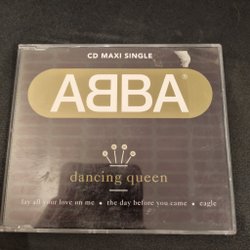 CD MAXI SINGLE
ABBA®
dancing queen
lay all your love on me • the day before you came • eagle